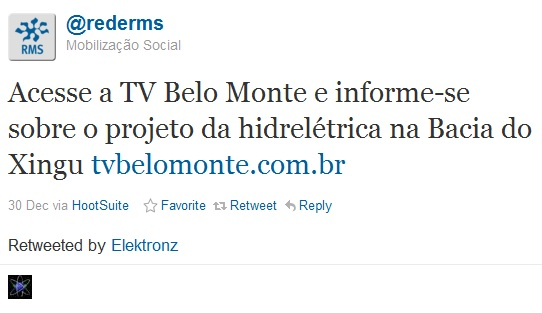 RMS
@rederms
Mobilização Social
Acesse a TV Belo Monte e informe-se
sobre o projeto da hidrelétrica na Bacia do
Xingu tvbelomonte.com.br
30 Dec via HootSuite Favorite Retweet Reply
Retweeted by Elektronz